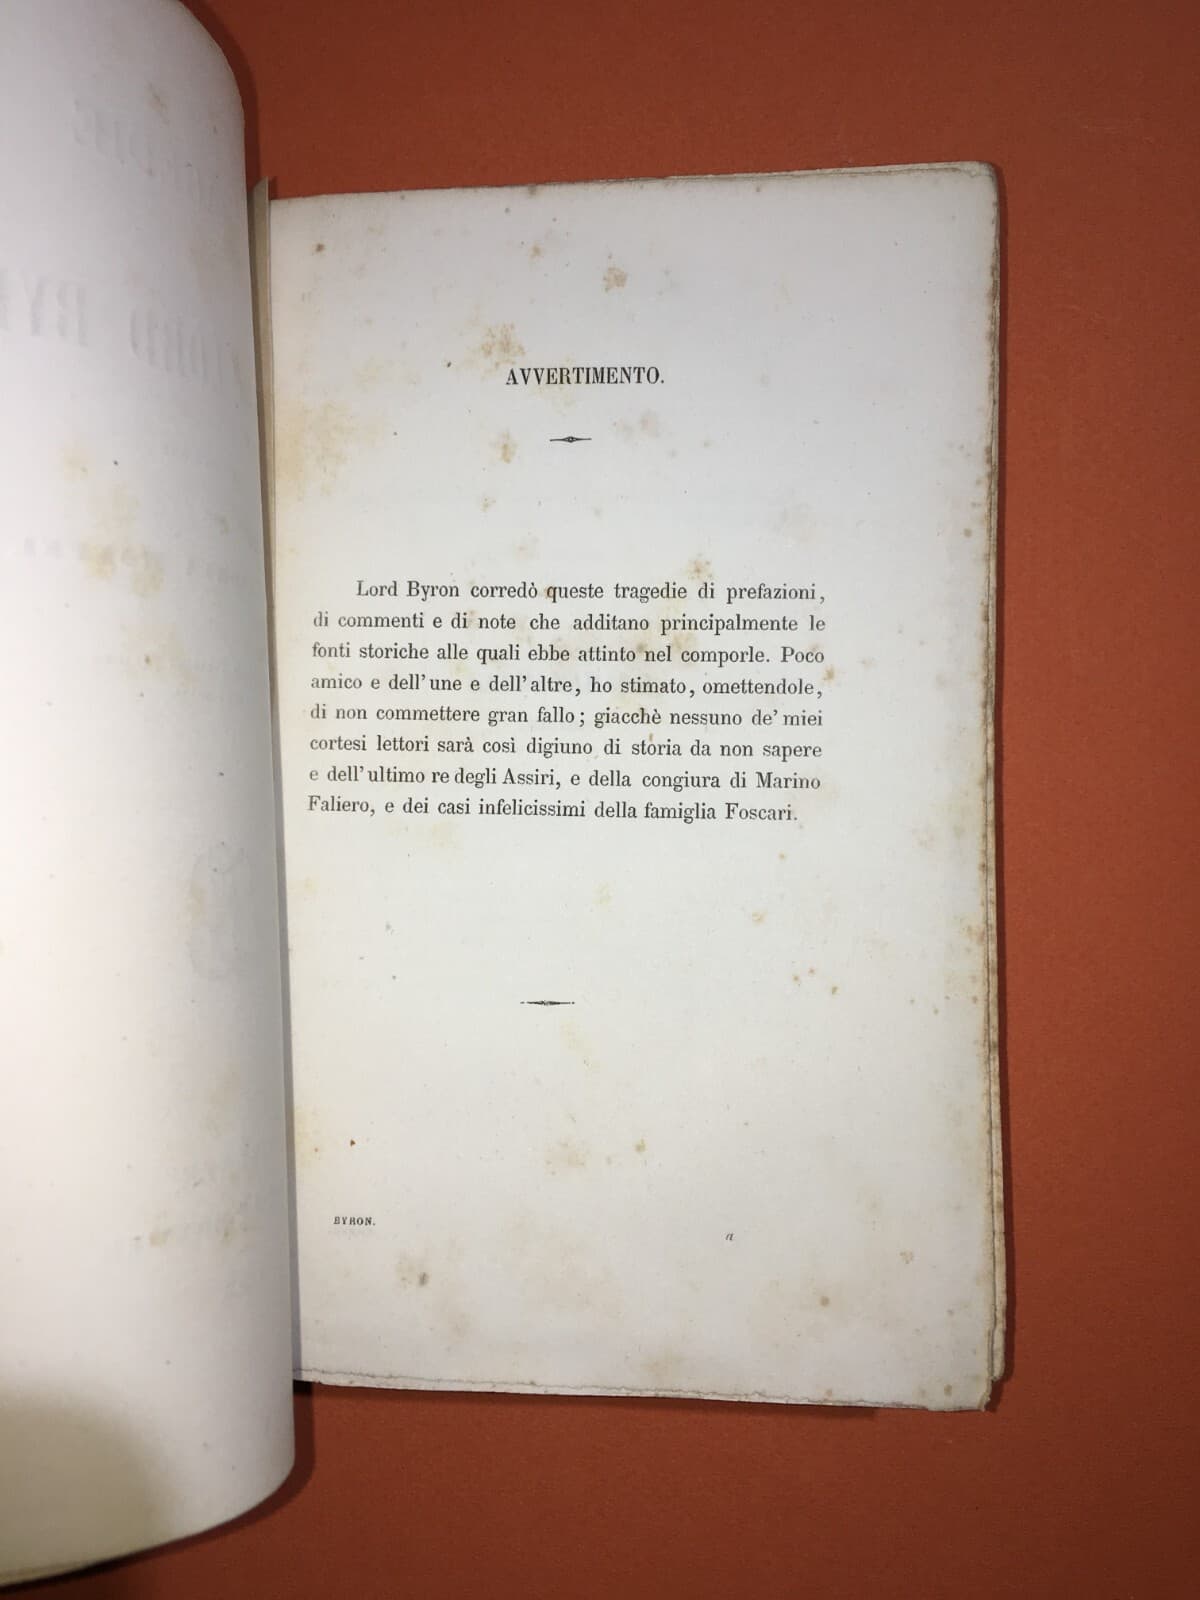 AVVERTIMENTO.
Lord Byron corredò queste tragedie di prefazioni,
di commenti e di note che additano principalmente le
fonti storiche alle quali ebbe attinto nel comporle. Poco
amico e dell' une e dell' altre, ho stimato, omettendole,
di non commettere gran fallo; giacchè nessuno de' miei
cortesi lettori sarà così digiuno di storia da non sapere
e dell' ultimo re degli Assiri, e della congiura di Marino
Faliero, e dei casi infelicissimi della famiglia Foscari.
BYRON.
a